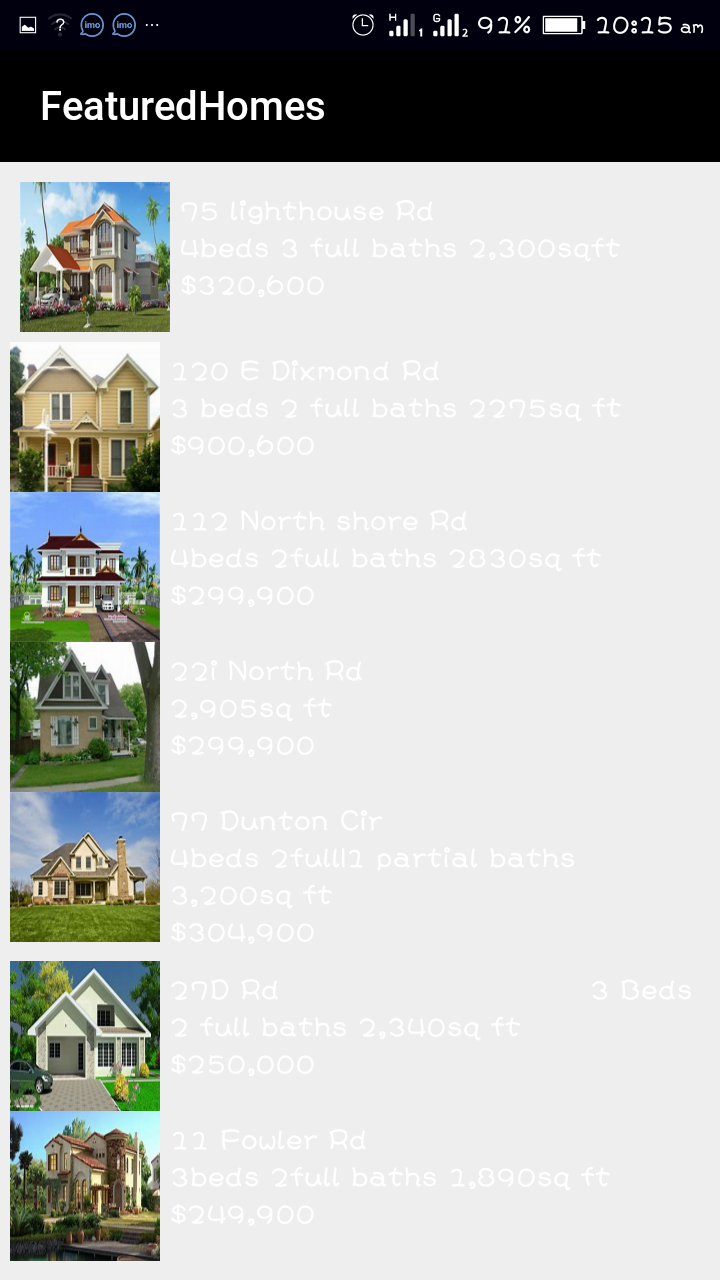 imo imo ... H 1 G 2 92% 10:25 am
FeaturedHomes
75 lighthouse Rd
4beds 3 full baths 2,300sqft
$320,600
120 E Dixmond Rd
3 beds 2 full baths 2275sq ft
$900,600
112 North shore Rd
4beds 2full baths 2830sq ft
$299,900
22i North Rd
2,905sq ft
$299,900
77 Dunton Cir
4beds 2full|1 partial baths
3,200sq ft
$304,900
27D Rd 3 Beds
2 full baths 2,340sq ft
$250,000
11 Fowler Rd
3beds 2full baths 1,890sq ft
$249,900